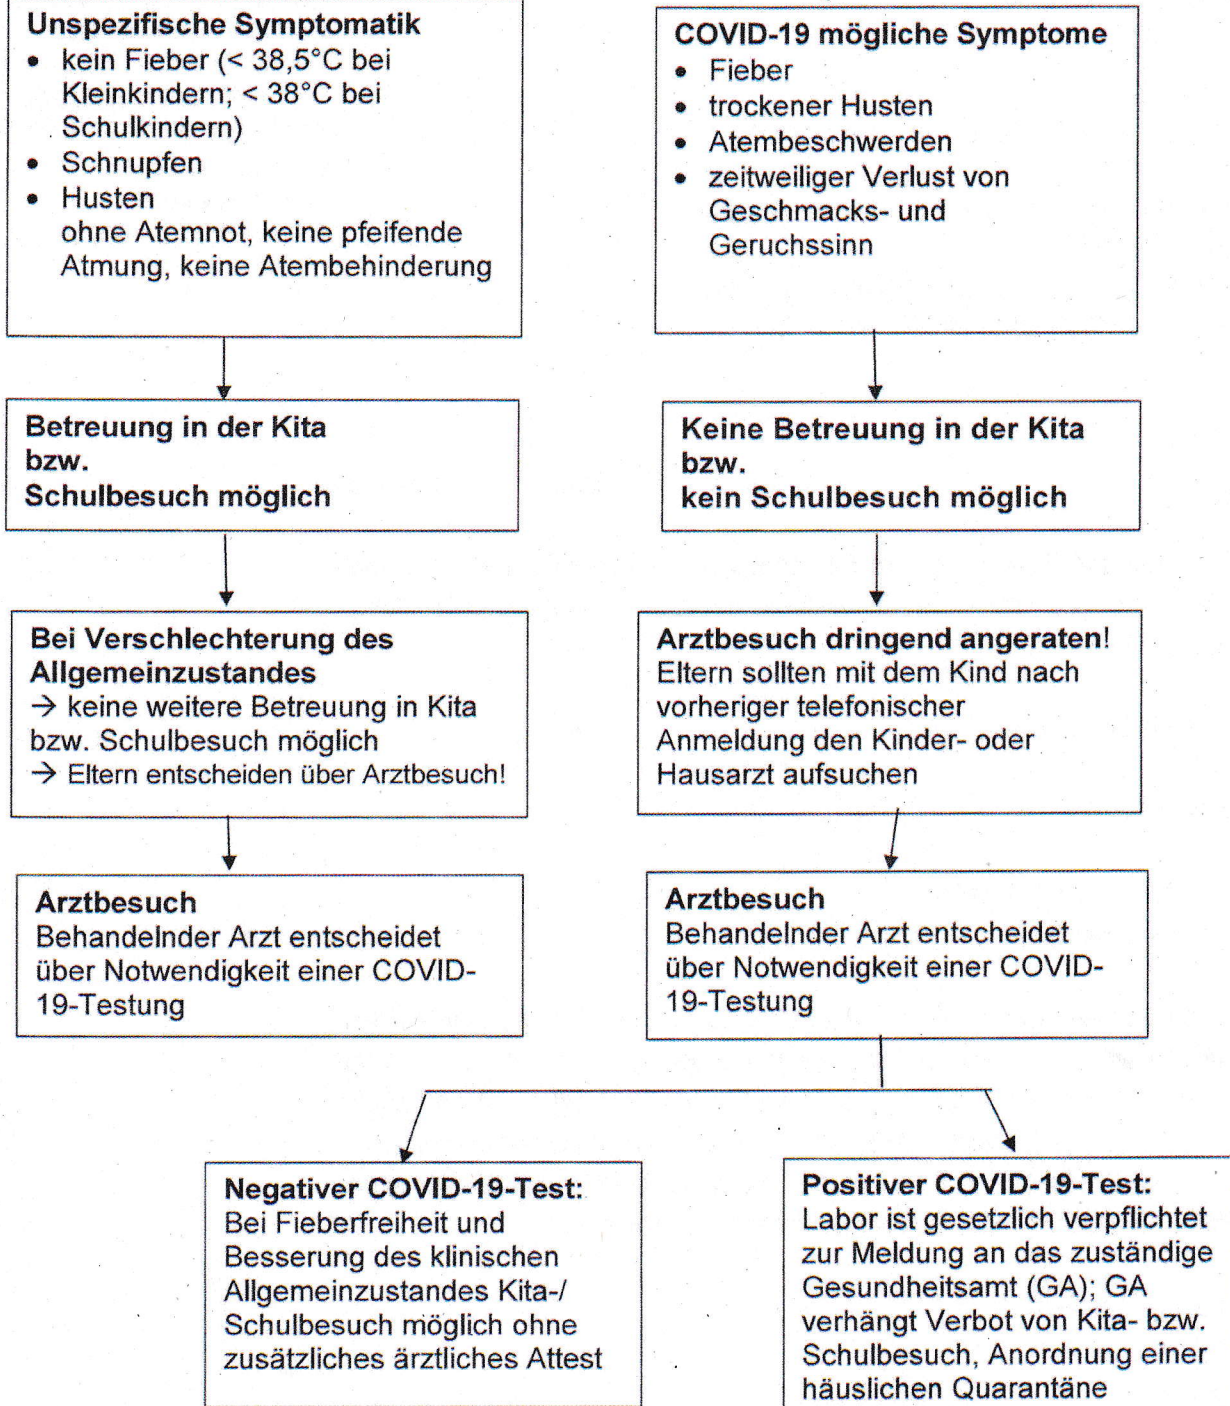 Unspezifische Symptomatik
• kein Fieber (< 38,5°C bei
Kleinkindern; < 38°C bei
Schulkindern)
• Schnupfen
• Husten
ohne Atemnot, keine pfeifende
Atmung, keine Atembehinderung
COVID-19 mögliche Symptome
• Fieber
• trockener Husten
• Atembeschwerden
• zeitweiliger Verlust von
Geschmacks- und
Geruchssinn
Betreuung in der Kita
bzw.
Schulbesuch möglich
Keine Betreuung in der Kita
bzw.
kein Schulbesuch möglich
Bei Verschlechterung des
Allgemeinzustandes
→ keine weitere Betreuung in Kita
bzw. Schulbesuch möglich
→ Eltern entscheiden über Arztbesuch!
Arztbesuch dringend angeraten!
Eltern sollten mit dem Kind nach
vorheriger telefonischer
Anmeldung den Kinder- oder
Hausarzt aufsuchen
Arztbesuch
Behandelnder Arzt entscheidet
über Notwendigkeit einer COVID-
19-Testung
Arztbesuch
Behandelnder Arzt entscheidet
über Notwendigkeit einer COVID-
19-Testung
Negativer COVID-19-Test:
Bei Fieberfreiheit und
Besserung des klinischen
Allgemeinzustandes Kita-/
Schulbesuch möglich ohne
zusätzliches ärztliches Attest
Positiver COVID-19-Test:
Labor ist gesetzlich verpflichtet
zur Meldung an das zuständige
Gesundheitsamt (GA); GA
verhängt Verbot von Kita- bzw.
Schulbesuch, Anordnung einer
häuslichen Quarantäne